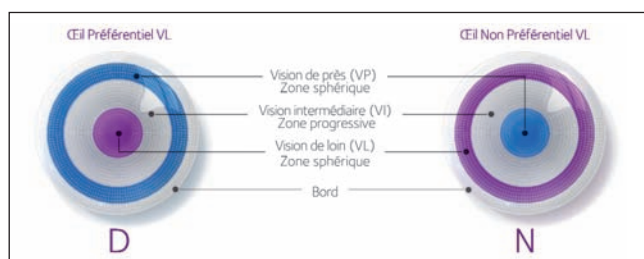 Œil Préférentiel VL
Œil Non Préférentiel VL
Vision de près (VP)
Zone sphérique
Vision intermédiaire (VI)
Zone progressive
Vision de loin (VL)
Zone sphérique
Bord
D
N